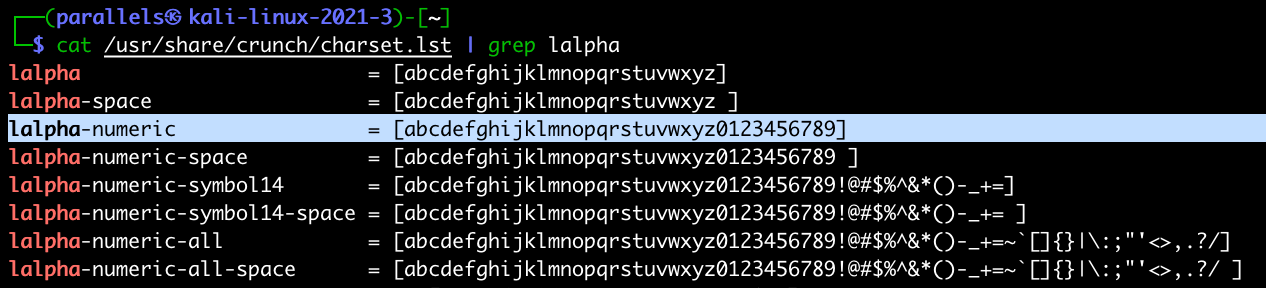 ┌──(parallels㉿kali-linux-2021-3)-[~]
└─$ cat /usr/share/crunch/charset.lst | grep lalpha
lalpha                        = [abcdefghijklmnopqrstuvwxyz]
lalpha-space                  = [abcdefghijklmnopqrstuvwxyz ]
lalpha-numeric                = [abcdefghijklmnopqrstuvwxyz0123456789]
lalpha-numeric-space          = [abcdefghijklmnopqrstuvwxyz0123456789 ]
lalpha-numeric-symbol14       = [abcdefghijklmnopqrstuvwxyz0123456789!@#$%^&*()-_+=]
lalpha-numeric-symbol14-space = [abcdefghijklmnopqrstuvwxyz0123456789!@#$%^&*()-_+= ]
lalpha-numeric-all            = [abcdefghijklmnopqrstuvwxyz0123456789!@#$%^&*()-_+=~`[]{}|\:;"'<>,.?/]
lalpha-numeric-all-space      = [abcdefghijklmnopqrstuvwxyz0123456789!@#$%^&*()-_+=~`[]{}|\:;"'<>,.?/ ]